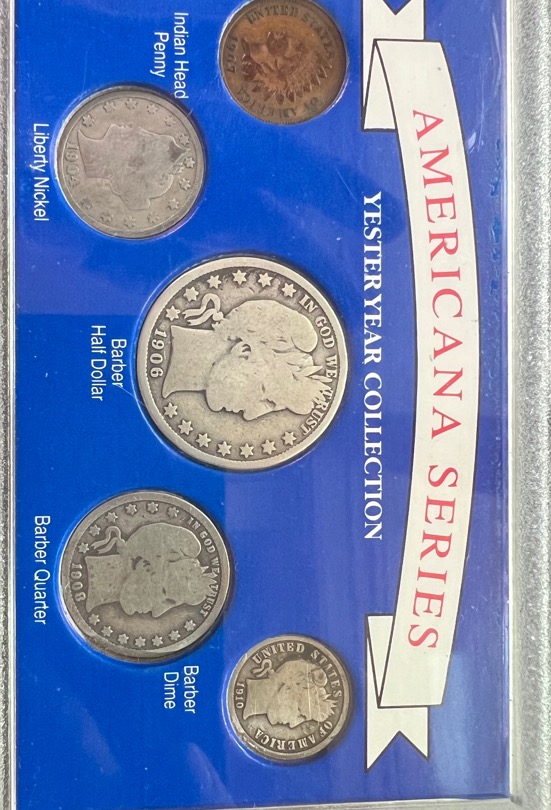 AMERICANA SERIES
YESTERYEAR COLLECTION
Indian Head
Penny
UNITED STATES OF AMERICA
1907
Liberty Nickel
1904
Barber
Half Dollar
IN GOD WE TRUST
1906
Barber Quarter
IN GOD WE TRUST
1908
Barber
Dime
UNITED STATES OF AMERICA
1910